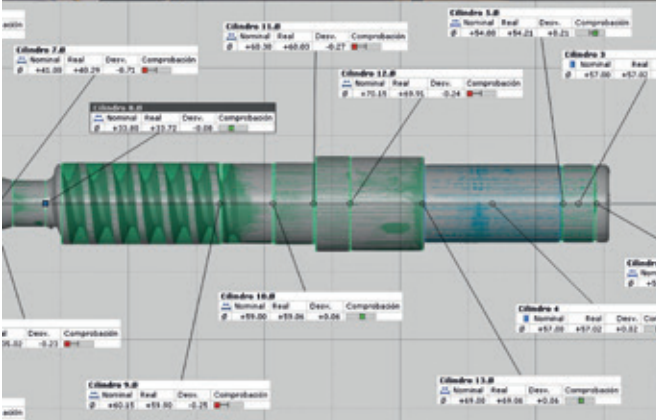 ación
Cilindro 7.Ø
Nominal Real Desv. Comprobación
Ø +41.00 +40.29 -0.71
Cilindro 11.Ø
Nominal Real Desv. Comprobación
Ø +60.30 +60.03 -0.27
Cilindro 5.Ø
Nominal Real Desv. Comprobación
Ø +54.00 +54.21 +0.21
Cilindro 3
Nominal Real
Ø +57.00 +57.02
Cilindro 12.Ø
Nominal Real Desv. Comprobación
Ø +70.15 +69.91 -0.24
Cilindro 8.Ø
Nominal Real Desv. Comprobación
Ø +33.80 +33.72 -0.08
Cilindro
Cilindro 10.Ø
Nominal Real Desv. Comprobación
Ø +59.00 +59.06 +0.06
Cilindro 4
Nominal Real Desv.
Ø +57.00 +57.02 +0.02
Desv. Comprobación
-0.23
Cilindro 9.Ø
Nominal Real Desv. Comprobación
Ø +60.15 +59.90 -0.25
Cilindro 13.Ø
Nominal Real Desv. Comprobación
Ø +69.00 +69.06 +0.06
ación